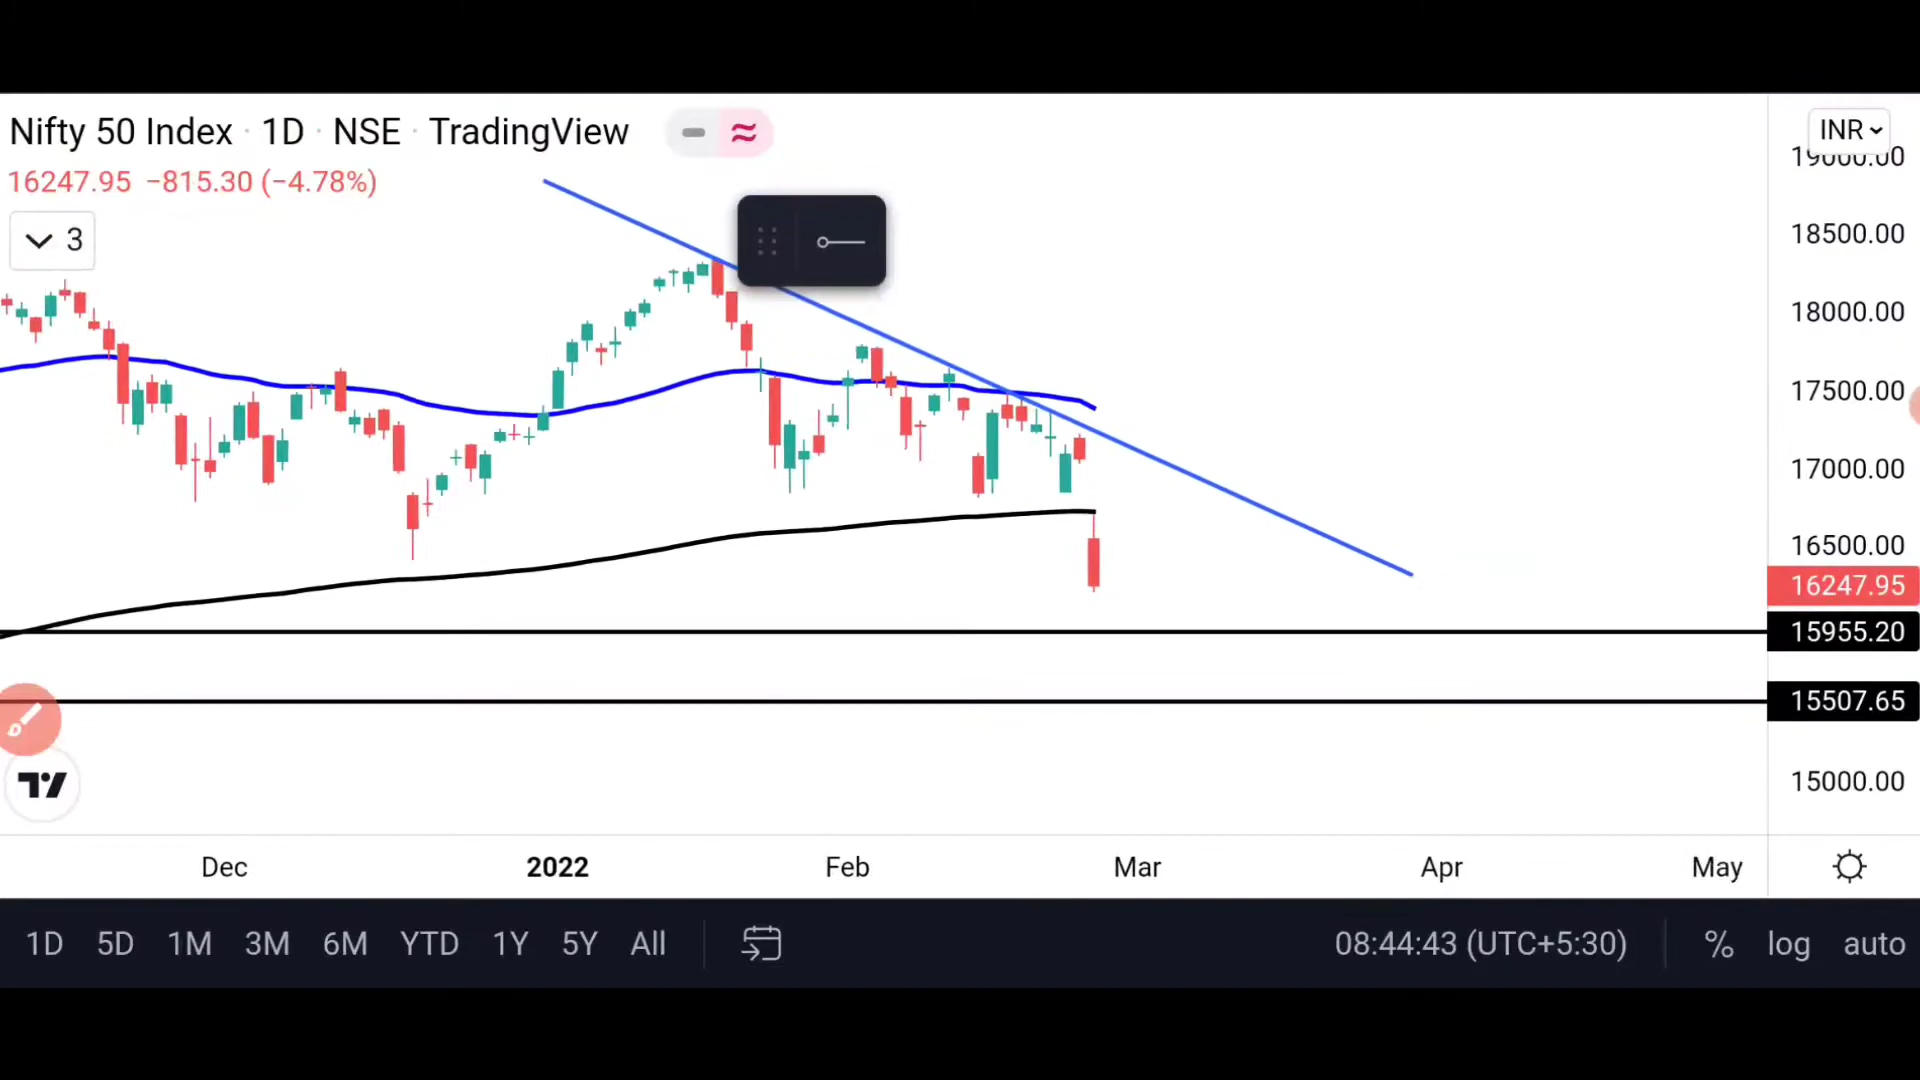 Nifty 50 Index · 1D · NSE · TradingView
INR
16247.95 −815.30 (−4.78%)
3
19000.00
18500.00
18000.00
17500.00
17000.00
16500.00
16247.95
15955.20
15507.65
15000.00
Dec 2022 Feb Mar Apr May
1D 5D 1M 3M 6M YTD 1Y 5Y All 08:44:43 (UTC+5:30) % log auto